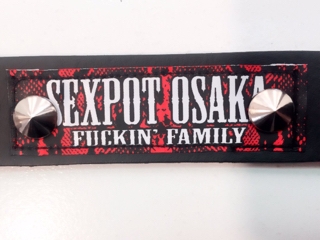 SEXPOT OSAKA
FUCKIN' FAMILY